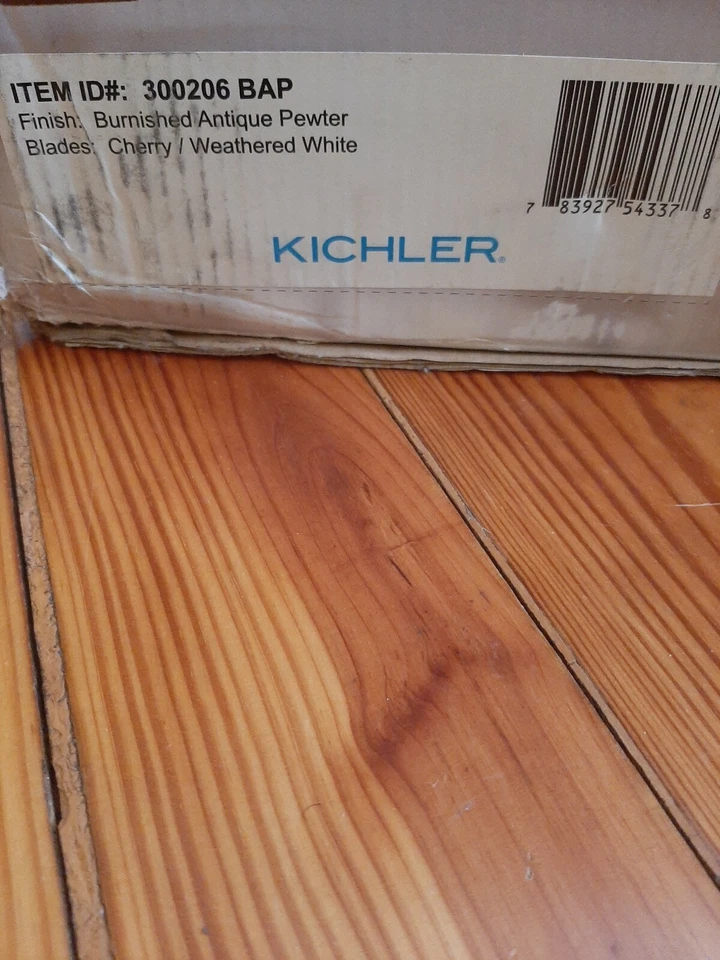 ITEM ID#: 300206 BAP
Finish: Burnished Antique Pewter
Blades: Cherry / Weathered White
7 83927 54337 8
KICHLER®